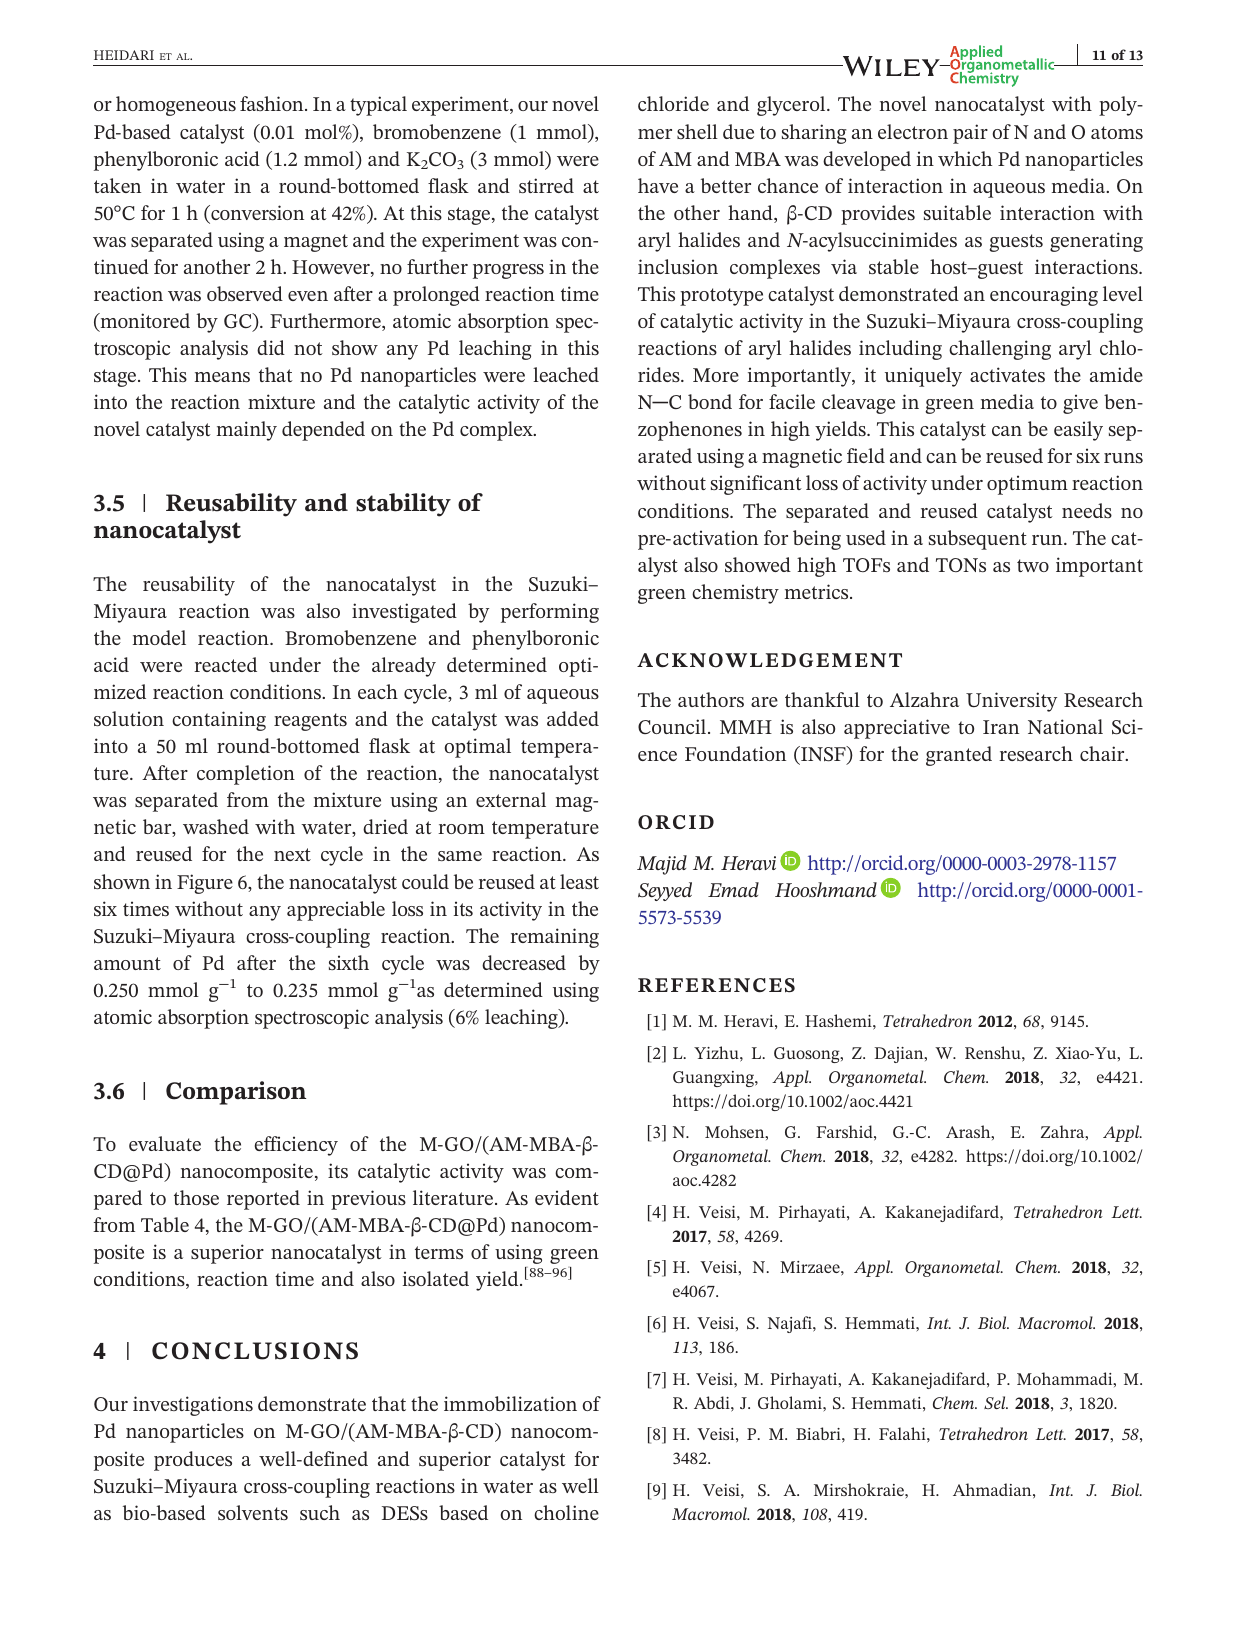 HEIDARI ET AL.
WILEY
Applied
Organometallic
Chemistry
11 of 13
or homogeneous fashion. In a typical experiment, our novel
Pd-based catalyst (0.01 mol%), bromobenzene (1 mmol),
phenylboronic acid (1.2 mmol) and K₂CO₃ (3 mmol) were
taken in water in a round-bottomed flask and stirred at
50°C for 1 h (conversion at 42%). At this stage, the catalyst
was separated using a magnet and the experiment was con-
tinued for another 2 h. However, no further progress in the
reaction was observed even after a prolonged reaction time
(monitored by GC). Furthermore, atomic absorption spec-
troscopic analysis did not show any Pd leaching in this
stage. This means that no Pd nanoparticles were leached
into the reaction mixture and the catalytic activity of the
novel catalyst mainly depended on the Pd complex.
3.5 | Reusability and stability of
nanocatalyst
The reusability of the nanocatalyst in the Suzuki–
Miyaura reaction was also investigated by performing
the model reaction. Bromobenzene and phenylboronic
acid were reacted under the already determined opti-
mized reaction conditions. In each cycle, 3 ml of aqueous
solution containing reagents and the catalyst was added
into a 50 ml round-bottomed flask at optimal tempera-
ture. After completion of the reaction, the nanocatalyst
was separated from the mixture using an external mag-
netic bar, washed with water, dried at room temperature
and reused for the next cycle in the same reaction. As
shown in Figure 6, the nanocatalyst could be reused at least
six times without any appreciable loss in its activity in the
Suzuki–Miyaura cross-coupling reaction. The remaining
amount of Pd after the sixth cycle was decreased by
0.250 mmol g⁻¹ to 0.235 mmol g⁻¹as determined using
atomic absorption spectroscopic analysis (6% leaching).
3.6 | Comparison
To evaluate the efficiency of the M-GO/(AM-MBA-β-
CD@Pd) nanocomposite, its catalytic activity was com-
pared to those reported in previous literature. As evident
from Table 4, the M-GO/(AM-MBA-β-CD@Pd) nanocom-
posite is a superior nanocatalyst in terms of using green
conditions, reaction time and also isolated yield.[88–96]
4 | CONCLUSIONS
Our investigations demonstrate that the immobilization of
Pd nanoparticles on M-GO/(AM-MBA-β-CD) nanocom-
posite produces a well-defined and superior catalyst for
Suzuki–Miyaura cross-coupling reactions in water as well
as bio-based solvents such as DESs based on choline
chloride and glycerol. The novel nanocatalyst with poly-
mer shell due to sharing an electron pair of N and O atoms
of AM and MBA was developed in which Pd nanoparticles
have a better chance of interaction in aqueous media. On
the other hand, β-CD provides suitable interaction with
aryl halides and N-acylsuccinimides as guests generating
inclusion complexes via stable host–guest interactions.
This prototype catalyst demonstrated an encouraging level
of catalytic activity in the Suzuki–Miyaura cross-coupling
reactions of aryl halides including challenging aryl chlo-
rides. More importantly, it uniquely activates the amide
N—C bond for facile cleavage in green media to give ben-
zophenones in high yields. This catalyst can be easily sep-
arated using a magnetic field and can be reused for six runs
without significant loss of activity under optimum reaction
conditions. The separated and reused catalyst needs no
pre-activation for being used in a subsequent run. The cat-
alyst also showed high TOFs and TONs as two important
green chemistry metrics.
ACKNOWLEDGEMENT
The authors are thankful to Alzahra University Research
Council. MMH is also appreciative to Iran National Sci-
ence Foundation (INSF) for the granted research chair.
ORCID
Majid M. Heravi iD http://orcid.org/0000-0003-2978-1157
Seyyed Emad Hooshmand iD http://orcid.org/0000-0001-
5573-5539
REFERENCES
[1] M. M. Heravi, E. Hashemi, Tetrahedron 2012, 68, 9145.
[2] L. Yizhu, L. Guosong, Z. Dajian, W. Renshu, Z. Xiao-Yu, L.
Guangxing, Appl. Organometal. Chem. 2018, 32, e4421.
https://doi.org/10.1002/aoc.4421
[3] N. Mohsen, G. Farshid, G.-C. Arash, E. Zahra, Appl.
Organometal. Chem. 2018, 32, e4282. https://doi.org/10.1002/
aoc.4282
[4] H. Veisi, M. Pirhayati, A. Kakanejadifard, Tetrahedron Lett.
2017, 58, 4269.
[5] H. Veisi, N. Mirzaee, Appl. Organometal. Chem. 2018, 32,
e4067.
[6] H. Veisi, S. Najafi, S. Hemmati, Int. J. Biol. Macromol. 2018,
113, 186.
[7] H. Veisi, M. Pirhayati, A. Kakanejadifard, P. Mohammadi, M.
R. Abdi, J. Gholami, S. Hemmati, Chem. Sel. 2018, 3, 1820.
[8] H. Veisi, P. M. Biabri, H. Falahi, Tetrahedron Lett. 2017, 58,
3482.
[9] H. Veisi, S. A. Mirshokraie, H. Ahmadian, Int. J. Biol.
Macromol. 2018, 108, 419.